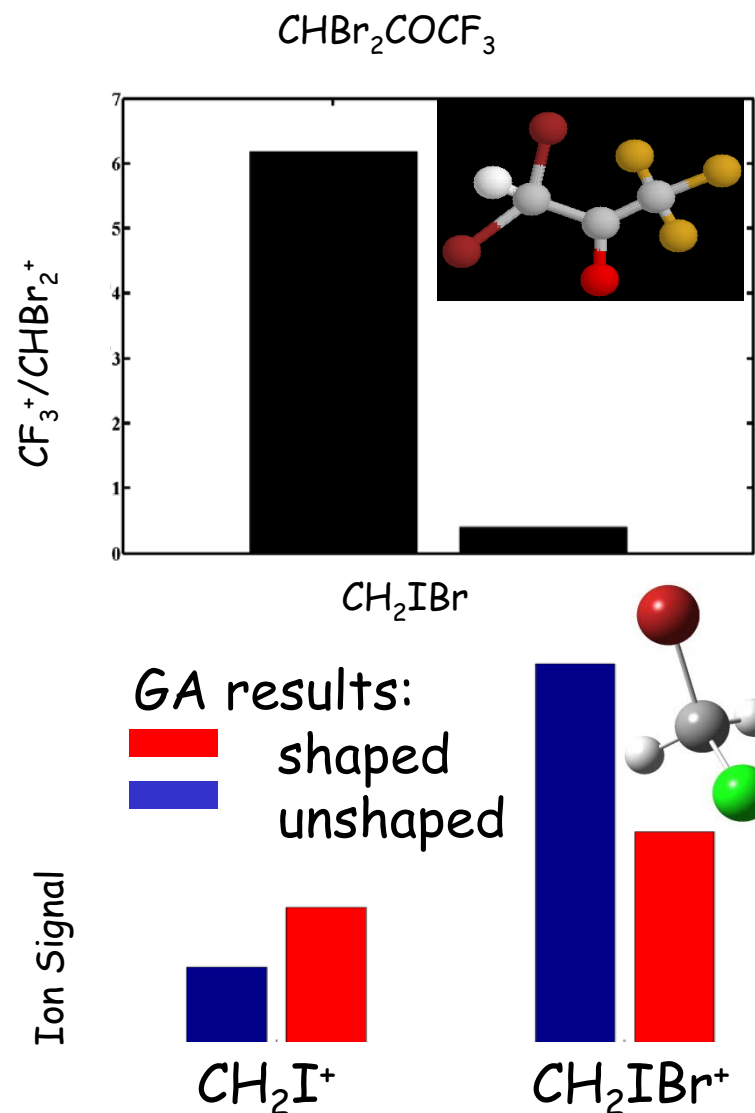 CHBr₂COCF₃
CF₃⁺/CHBr₂⁺
7
6
5
4
3
2
1
0
CH₂IBr
GA results:
shaped
unshaped
Ion Signal
CH₂I⁺
CH₂IBr⁺